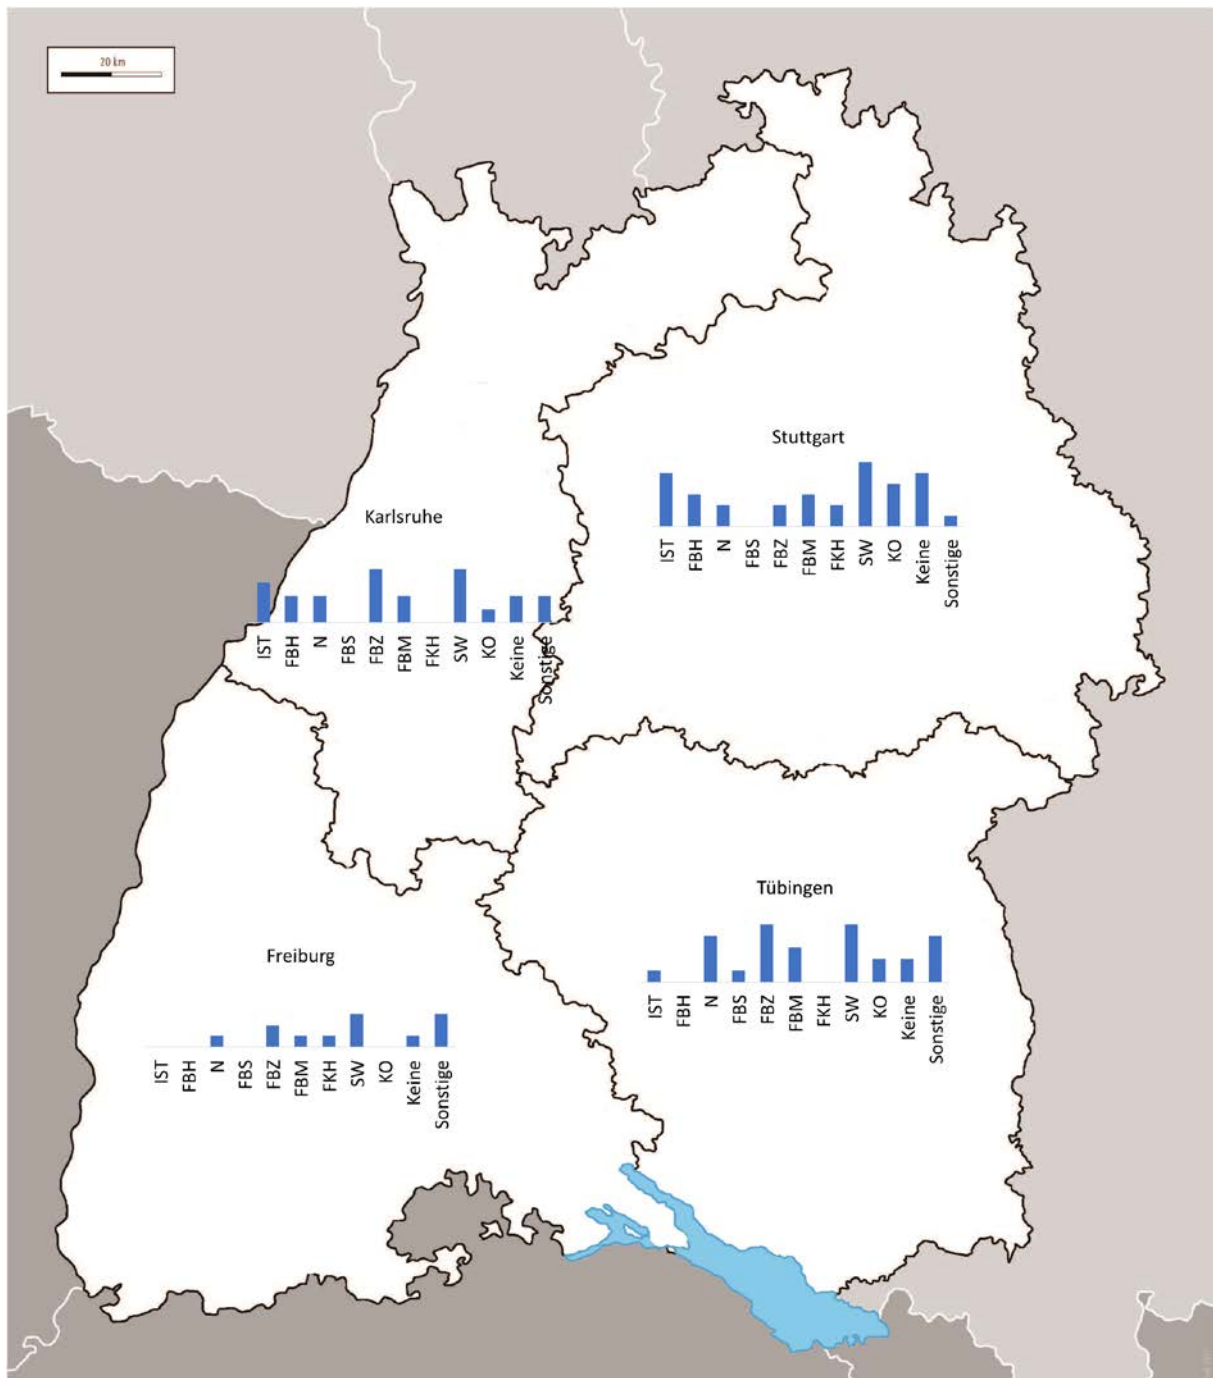 20 km
Stuttgart
IST FBH N FBS FBZ FBM FKH SW KO Keine Sonstige
Karlsruhe
IST FBH N FBS FBZ FBM FKH SW KO Keine Sonstige
Tübingen
IST FBH N FBS FBZ FBM FKH SW KO Keine Sonstige
Freiburg
IST FBH N FBS FBZ FBM FKH SW KO Keine Sonstige